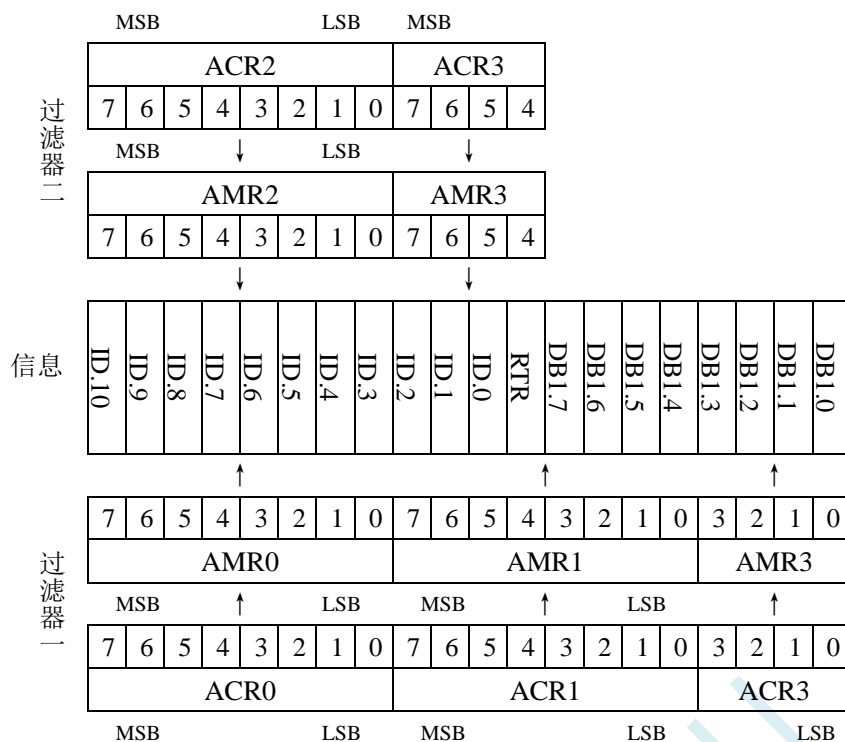 MSB LSB MSB
ACR2 ACR3
7 6 5 4 3 2 1 0 7 6 5 4
MSB LSB
AMR2 AMR3
7 6 5 4 3 2 1 0 7 6 5 4
过滤器二
信息
ID.10 ID.9 ID.8 ID.7 ID.6 ID.5 ID.4 ID.3 ID.2 ID.1 ID.0 RTR DB1.7 DB1.6 DB1.5 DB1.4 DB1.3 DB1.2 DB1.1 DB1.0
过滤器一
7 6 5 4 3 2 1 0 7 6 5 4 3 2 1 0 3 2 1 0
AMR0 AMR1 AMR3
MSB LSB MSB LSB
7 6 5 4 3 2 1 0 7 6 5 4 3 2 1 0 3 2 1 0
ACR0 ACR1 ACR3
MSB LSB MSB LSB LSB